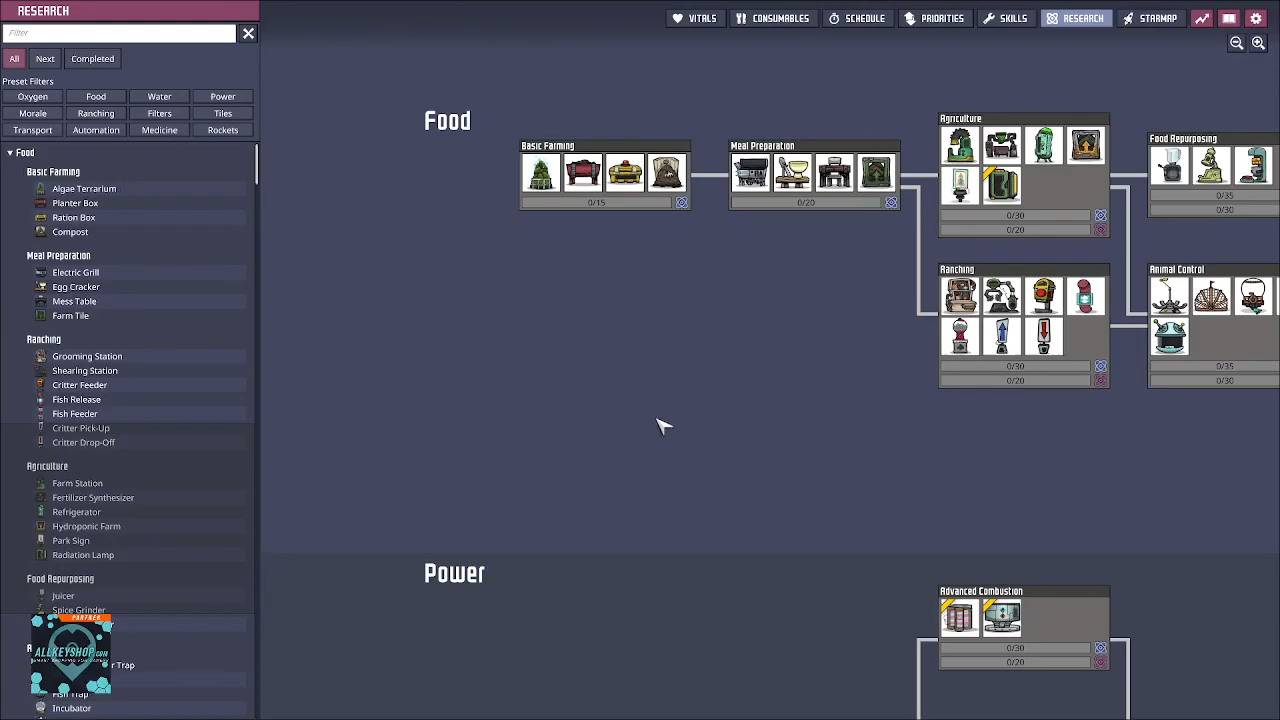 RESEARCH
Filter
All Next Completed
Preset Filters
Oxygen Food Water Power
Morale Ranching Filters Tiles
Transport Automation Medicine Rockets
Food
Basic Farming
Algae Terrarium
Planter Box
Ration Box
Compost
Meal Preparation
Electric Grill
Egg Cracker
Mess Table
Farm Tile
Ranching
Grooming Station
Shearing Station
Critter Feeder
Fish Release
Fish Feeder
Critter Pick-Up
Critter Drop-Off
Agriculture
Farm Station
Fertilizer Synthesizer
Refrigerator
Hydroponic Farm
Park Sign
Radiation Lamp
Food Repurposing
Juicer
Spice Grinder
Trap
Fish Trap
Incubator
PARTNER
ALLKEYSHOP.com
SMART SHOPPING FOR GAMERS
VITALS CONSUMABLES SCHEDULE PRIORITIES SKILLS RESEARCH STARMAP
Food
Basic Farming
0/15
Meal Preparation
0/20
Agriculture
0/30
0/20
Food Repurposing
0/35
0/30
Ranching
0/30
0/20
Animal Control
0/35
0/30
Power
Advanced Combustion
0/30
0/20